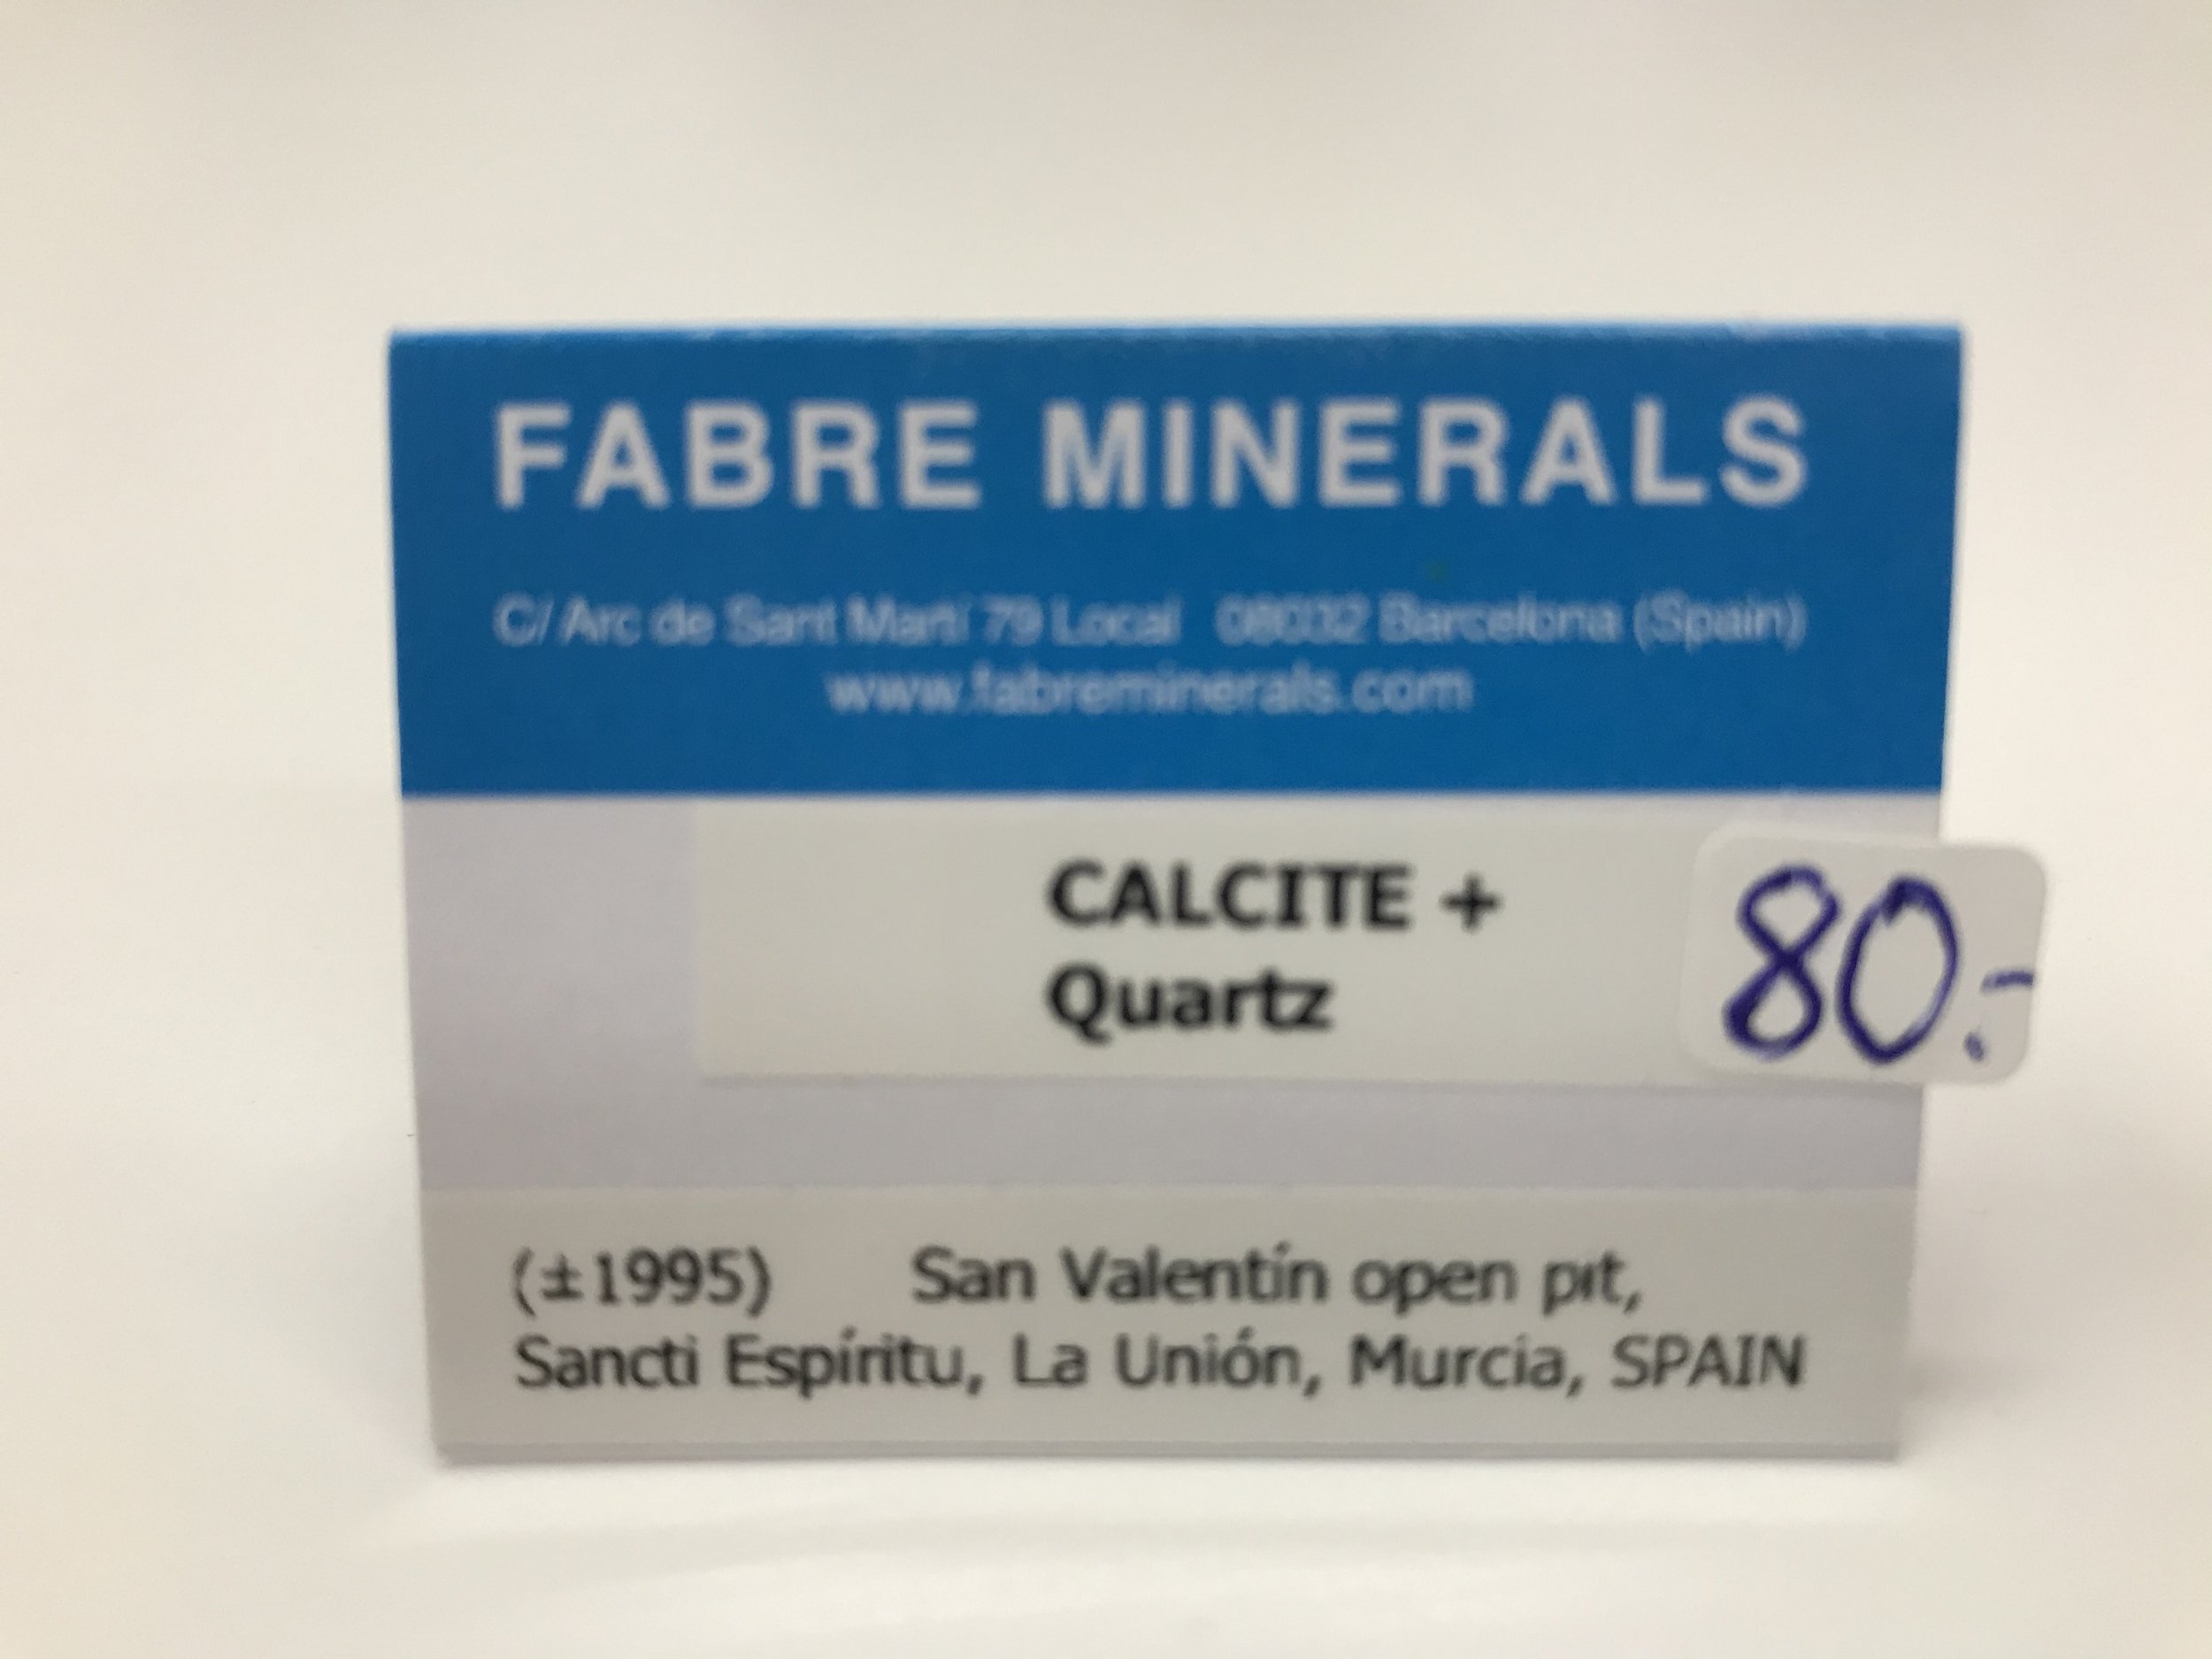 FABRE MINERALS
C/ Arc de Sant Martí 79 Local 08032 Barcelona (Spain)
www.fabreminerals.com
CALCITE +
Quartz
80.-
(±1995) San Valentín open pit,
Sancti Espíritu, La Unión, Murcia, SPAIN